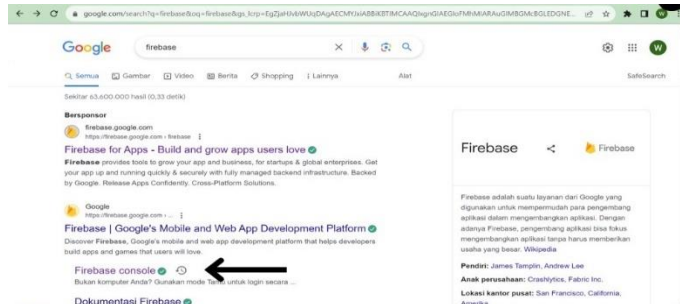 google.com/search?q=firebase&oq=firebase&gs_lcrp=
Google
firebase
W
W
Semua
Gambar
Video
Berita
Shopping
Lainnya
Alat
SafeSearch
Sekitar 63.600.000 hasil (0,33 detik)
Bersponsor
firebase.google.com
https://firebase.google.com › firebase
Firebase for Apps - Build and grow apps users love
Firebase provides tools to grow your app and business, for startups & global enterprises. Get
your app up and running quickly & securely with fully managed backend infrastructure. Backed
by Google. Release Apps Confidently. Cross-Platform Solutions.
Google
https://firebase.google.com › ...
Firebase | Google's Mobile and Web App Development Platform
Discover Firebase, Google's mobile and web app development platform that helps developers
build apps and games that users will love.
Firebase console
Bukan komputer Anda? Gunakan mode Tamu untuk login secara ...
Dokumentasi Firebase
Firebase
Firebase
Firebase adalah suatu layanan dari Google yang
digunakan untuk mempermudah para pengembang
aplikasi dalam mengembangkan aplikasi. Dengan
adanya Firebase, pengembang aplikasi bisa fokus
mengembangkan aplikasi tanpa harus memberikan
usaha yang besar. Wikipedia
Pendiri: James Tamplin, Andrew Lee
Anak perusahaan: Crashlytics, Fabric Inc.
Lokasi kantor pusat: San Francisco, California,
Amerika